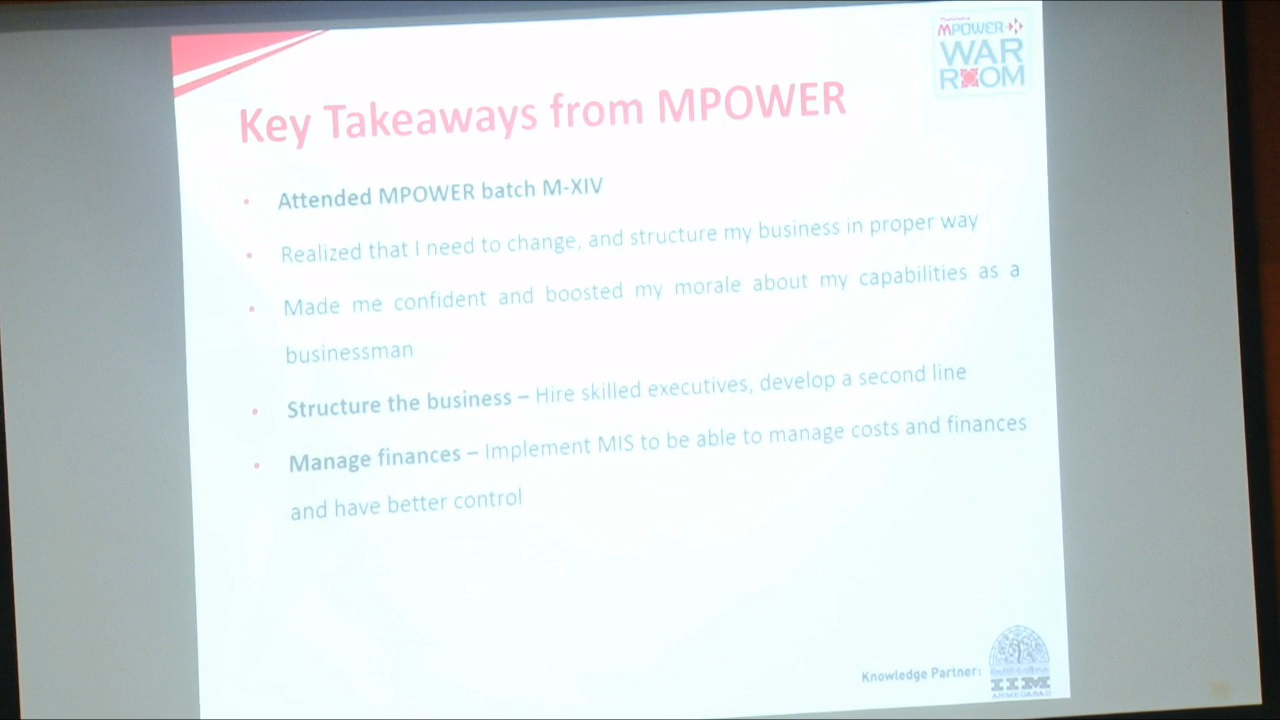 MPOWER
WAR
ROOM
Key Takeaways from MPOWER
• Attended MPOWER batch M-XIV
• Realized that I need to change, and structure my business in proper way
• Made me confident and boosted my morale about my capabilities as a
businessman
• Structure the business – Hire skilled executives, develop a second line
• Manage finances – Implement MIS to be able to manage costs and finances
and have better control
Knowledge Partner:
IIM
AHMEDABAD